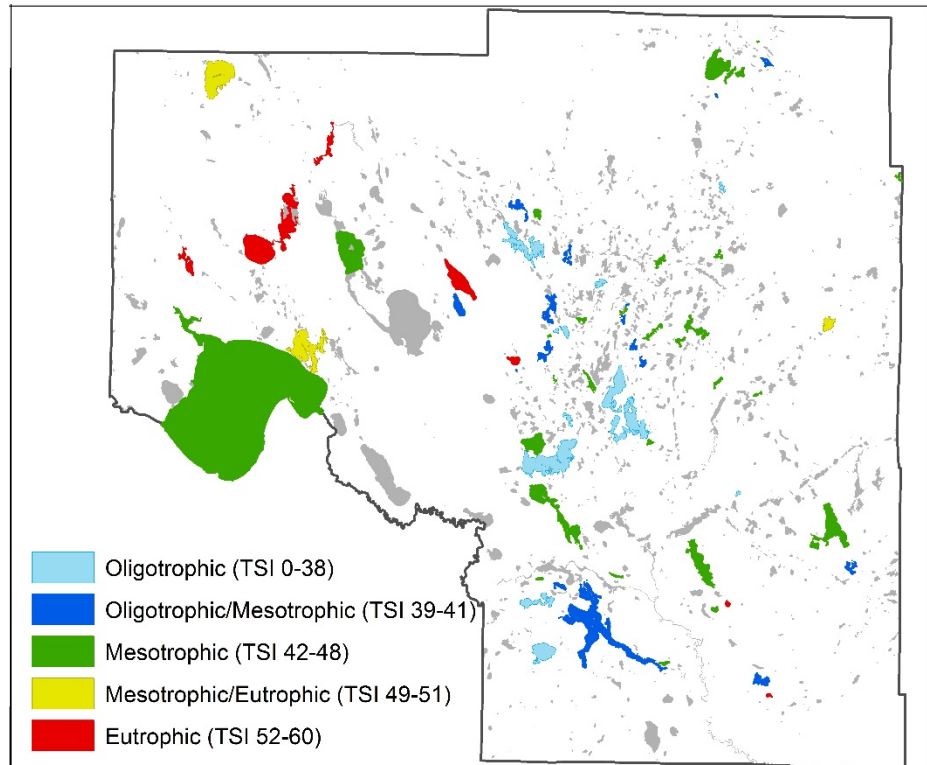 Oligotrophic (TSI 0-38)
Oligotrophic/Mesotrophic (TSI 39-41)
Mesotrophic (TSI 42-48)
Mesotrophic/Eutrophic (TSI 49-51)
Eutrophic (TSI 52-60)